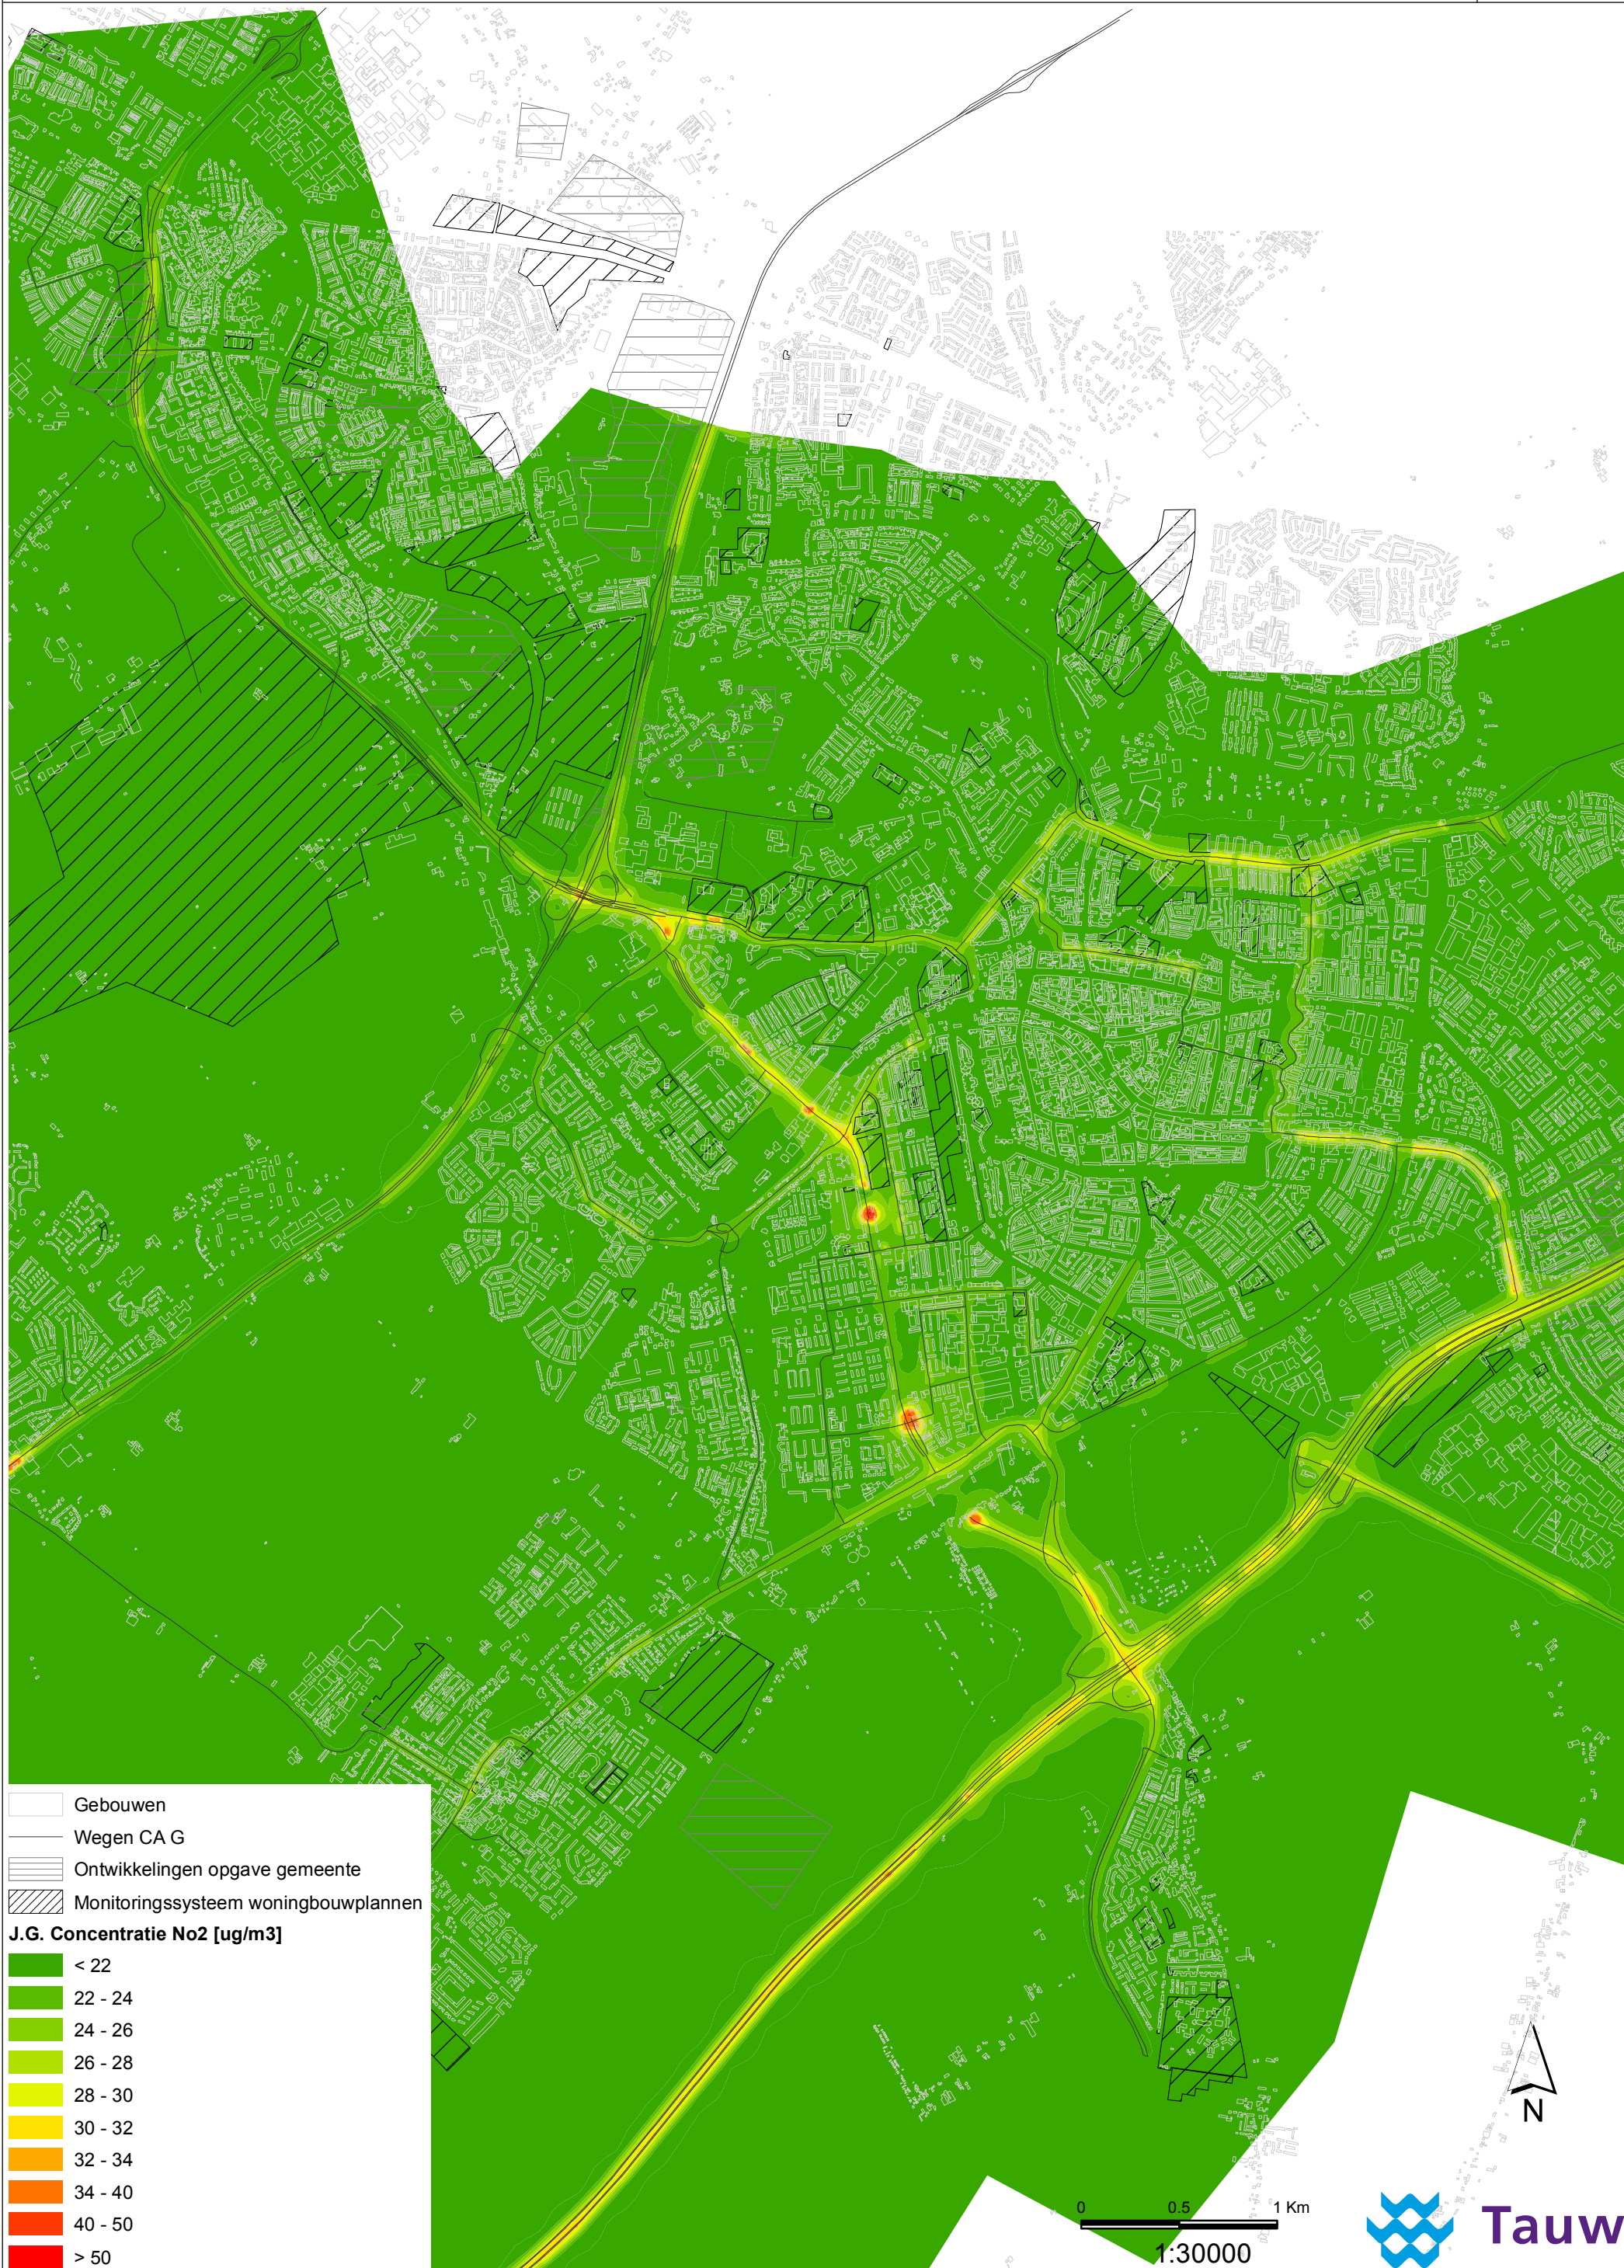 Gebouwen
Wegen CA G
Ontwikkelingen opgave gemeente
Monitoringssysteem woningbouwplannen
J.G. Concentratie No2 [ug/m3]
< 22
22 - 24
24 - 26
26 - 28
28 - 30
30 - 32
32 - 34
34 - 40
40 - 50
> 50
N
0 0.5 1 Km
1:30000
Tauw